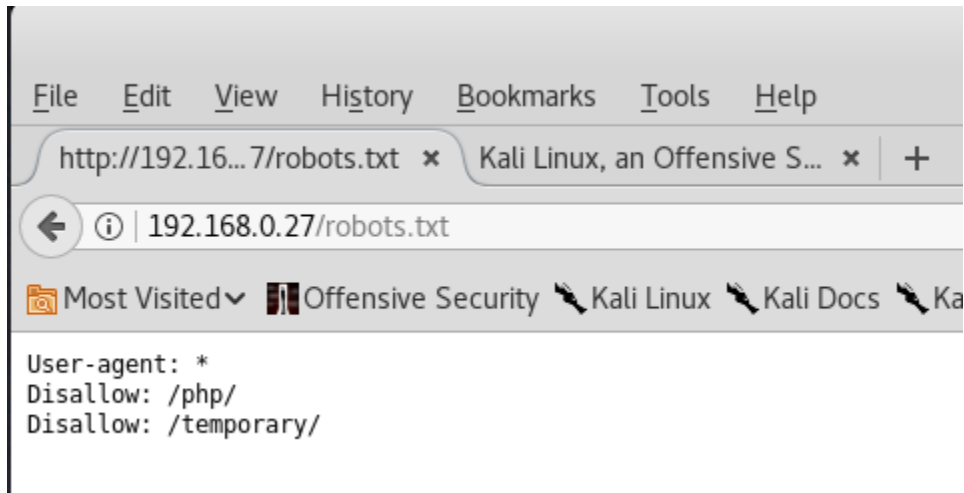 File Edit View History Bookmarks Tools Help
http://192.16...7/robots.txt × Kali Linux, an Offensive S... × +
192.168.0.27/robots.txt
Most Visited Offensive Security Kali Linux Kali Docs Ka
User-agent: *
Disallow: /php/
Disallow: /temporary/